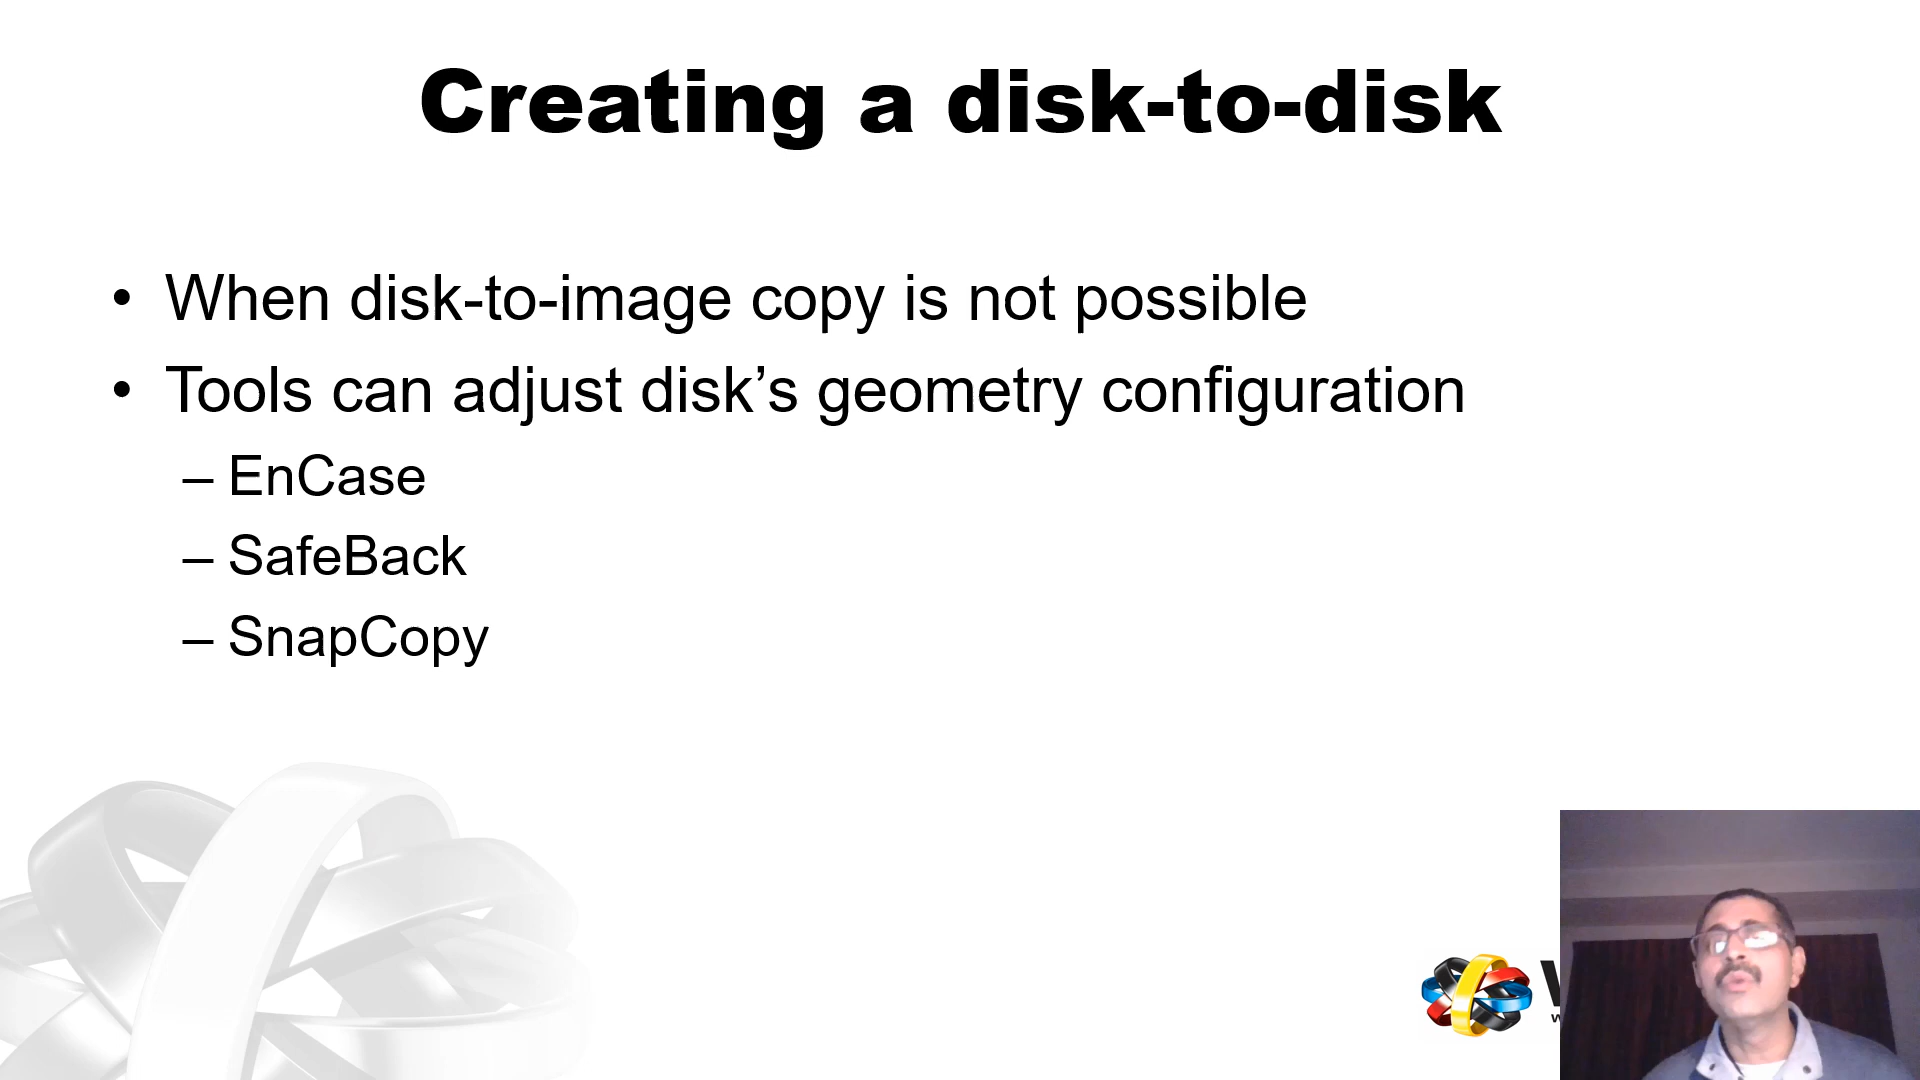 Creating a disk-to-disk
• When disk-to-image copy is not possible
• Tools can adjust disk’s geometry configuration
– EnCase
– SafeBack
– SnapCopy